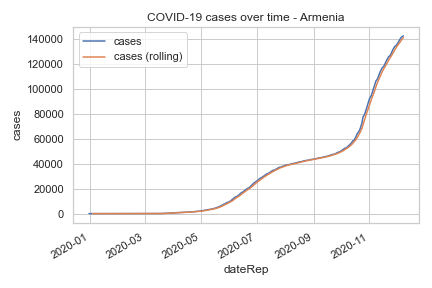 COVID-19 cases over time - Armenia
cases
cases (rolling)
140000
120000
100000
80000
60000
40000
20000
0
cases
2020-01
2020-03
2020-05
2020-07
2020-09
2020-11
dateRep